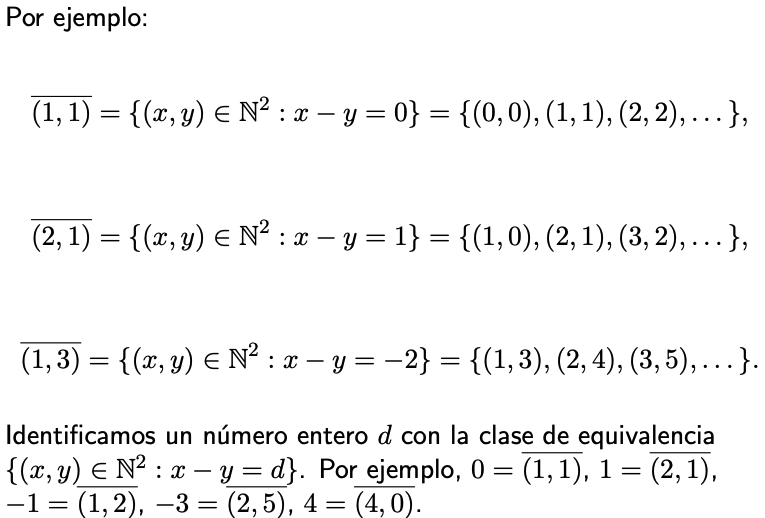 Por ejemplo:
$\overline{(1,1)} = \{(x,y) \in \mathbb{N}^2 : x - y = 0\} = \{(0,0),(1,1),(2,2),\dots\},$
$\overline{(2,1)} = \{(x,y) \in \mathbb{N}^2 : x - y = 1\} = \{(1,0),(2,1),(3,2),\dots\},$
$\overline{(1,3)} = \{(x,y) \in \mathbb{N}^2 : x - y = -2\} = \{(1,3),(2,4),(3,5),\dots\}.$
Identificamos un número entero $d$ con la clase de equivalencia
$\{(x,y) \in \mathbb{N}^2 : x - y = d\}$. Por ejemplo, $0 = \overline{(1,1)}$, $1 = \overline{(2,1)}$,
$-1 = \overline{(1,2)}$, $-3 = \overline{(2,5)}$, $4 = \overline{(4,0)}$.